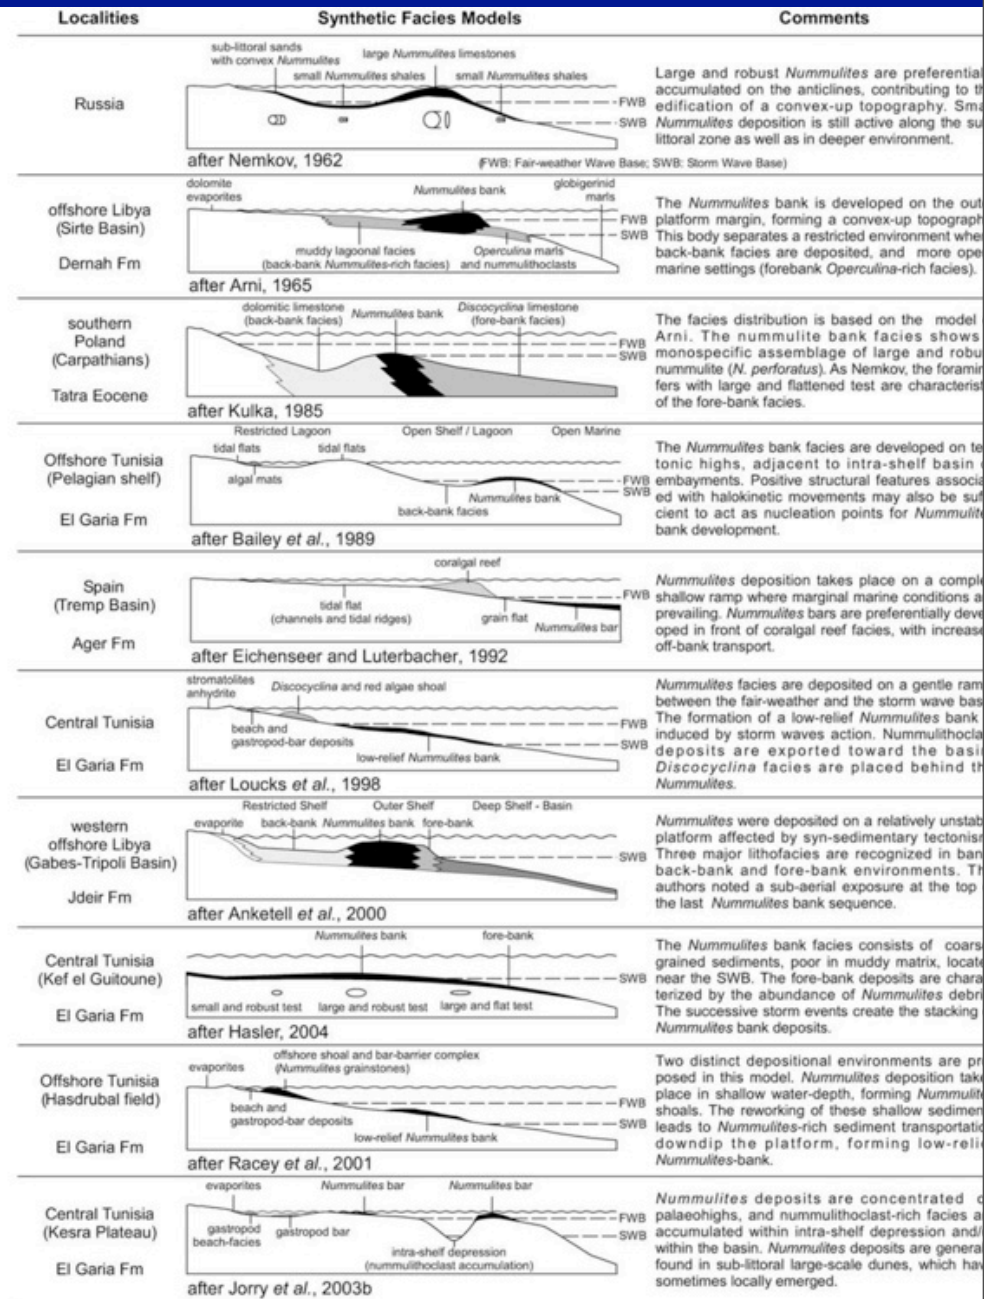 Localities
Synthetic Facies Models
Comments
Russia
sub-littoral sands
with convex Nummulites
large Nummulites limestones
small Nummulites shales
small Nummulites shales
FWB
SWB
after Nemkov, 1962
(FWB: Fair-weather Wave Base; SWB: Storm Wave Base)
Large and robust Nummulites are preferential
accumulated on the anticlines, contributing to th
edification of a convex-up topography. Sma
Nummulites deposition is still active along the su
littoral zone as well as in deeper environment.
offshore Libya
(Sirte Basin)
Dernah Fm
dolomite
evaporites
Nummulites bank
globigerinid
marls
FWB
SWB
muddy lagoonal facies
(back-bank Nummulites-rich facies)
Operculina marls
and nummulithoclasts
after Arni, 1965
The Nummulites bank is developed on the out
platform margin, forming a convex-up topograph
This body separates a restricted environment whe
back-bank facies are deposited, and more ope
marine settings (forebank Operculina-rich facies).
southern
Poland
(Carpathians)
Tatra Eocene
dolomitic limestone
(back-bank facies)
Nummulites bank
Discocyclina limestone
(fore-bank facies)
FWB
SWB
after Kulka, 1985
The facies distribution is based on the model
Arni. The nummulite bank facies shows
monospecific assemblage of large and robu
nummulite (N. perforatus). As Nemkov, the foramin
fers with large and flattened test are characterist
of the fore-bank facies.
Offshore Tunisia
(Pelagian shelf)
El Garia Fm
Restricted Lagoon
Open Shelf / Lagoon
Open Marine
tidal flats
tidal flats
algal mats
FWB
SWB
Nummulites bank
back-bank facies
after Bailey et al., 1989
The Nummulites bank facies are developed on te
tonic highs, adjacent to intra-shelf basin
embayments. Positive structural features associa
ed with halokinetic movements may also be suf
cient to act as nucleation points for Nummulite
bank development.
Spain
(Tremp Basin)
Ager Fm
coralgal reef
FWB
tidal flat
(channels and tidal ridges)
grain flat
Nummulites bar
after Eichenseer and Luterbacher, 1992
Nummulites deposition takes place on a comple
shallow ramp where marginal marine conditions a
prevailing. Nummulites bars are preferentially deve
oped in front of coralgal reef facies, with increase
off-bank transport.
Central Tunisia
El Garia Fm
stromatolites
anhydrite
Discocyclina and red algae shoal
FWB
SWB
beach and
gastropod-bar deposits
low-relief Nummulites bank
after Loucks et al., 1998
Nummulites facies are deposited on a gentle ram
between the fair-weather and the storm wave bas
The formation of a low-relief Nummulites bank
induced by storm waves action. Nummulithocla
deposits are exported toward the basi
Discocyclina facies are placed behind th
Nummulites.
western
offshore Libya
(Gabes-Tripoli Basin)
Jdeir Fm
Restricted Shelf
Outer Shelf
Deep Shelf - Basin
evaporite
back-bank
Nummulites bank
fore-bank
SWB
after Anketell et al., 2000
Nummulites were deposited on a relatively unstab
platform affected by syn-sedimentary tectonism
Three major lithofacies are recognized in ban
back-bank and fore-bank environments. Th
authors noted a sub-aerial exposure at the top
the last Nummulites bank sequence.
Central Tunisia
(Kef el Guitoune)
El Garia Fm
Nummulites bank
fore-bank
SWB
small and robust test
large and robust test
large and flat test
after Hasler, 2004
The Nummulites bank facies consists of coars
grained sediments, poor in muddy matrix, locate
near the SWB. The fore-bank deposits are chara
terized by the abundance of Nummulites debri
The successive storm events create the stacking
Nummulites bank deposits.
Offshore Tunisia
(Hasdrubal field)
El Garia Fm
evaporites
offshore shoal and bar-barrier complex
(Nummulites grainstones)
FWB
SWB
beach and
gastropod-bar deposits
low-relief Nummulites bank
after Racey et al., 2001
Two distinct depositional environments are pr
posed in this model. Nummulites deposition take
place in shallow water-depth, forming Nummulite
shoals. The reworking of these shallow sedimen
leads to Nummulites-rich sediment transportatio
downdip the platform, forming low-reli
Nummulites-bank.
Central Tunisia
(Kesra Plateau)
El Garia Fm
evaporites
Nummulites bar
Nummulites bar
FWB
SWB
gastropod
beach-facies
gastropod bar
intra-shelf depression
(nummulithoclast accumulation)
after Jorry et al., 2003b
Nummulites deposits are concentrated
palaeohighs, and nummulithoclast-rich facies a
accumulated within intra-shelf depression and/
within the basin. Nummulites deposits are general
found in sub-littoral large-scale dunes, which hav
sometimes locally emerged.